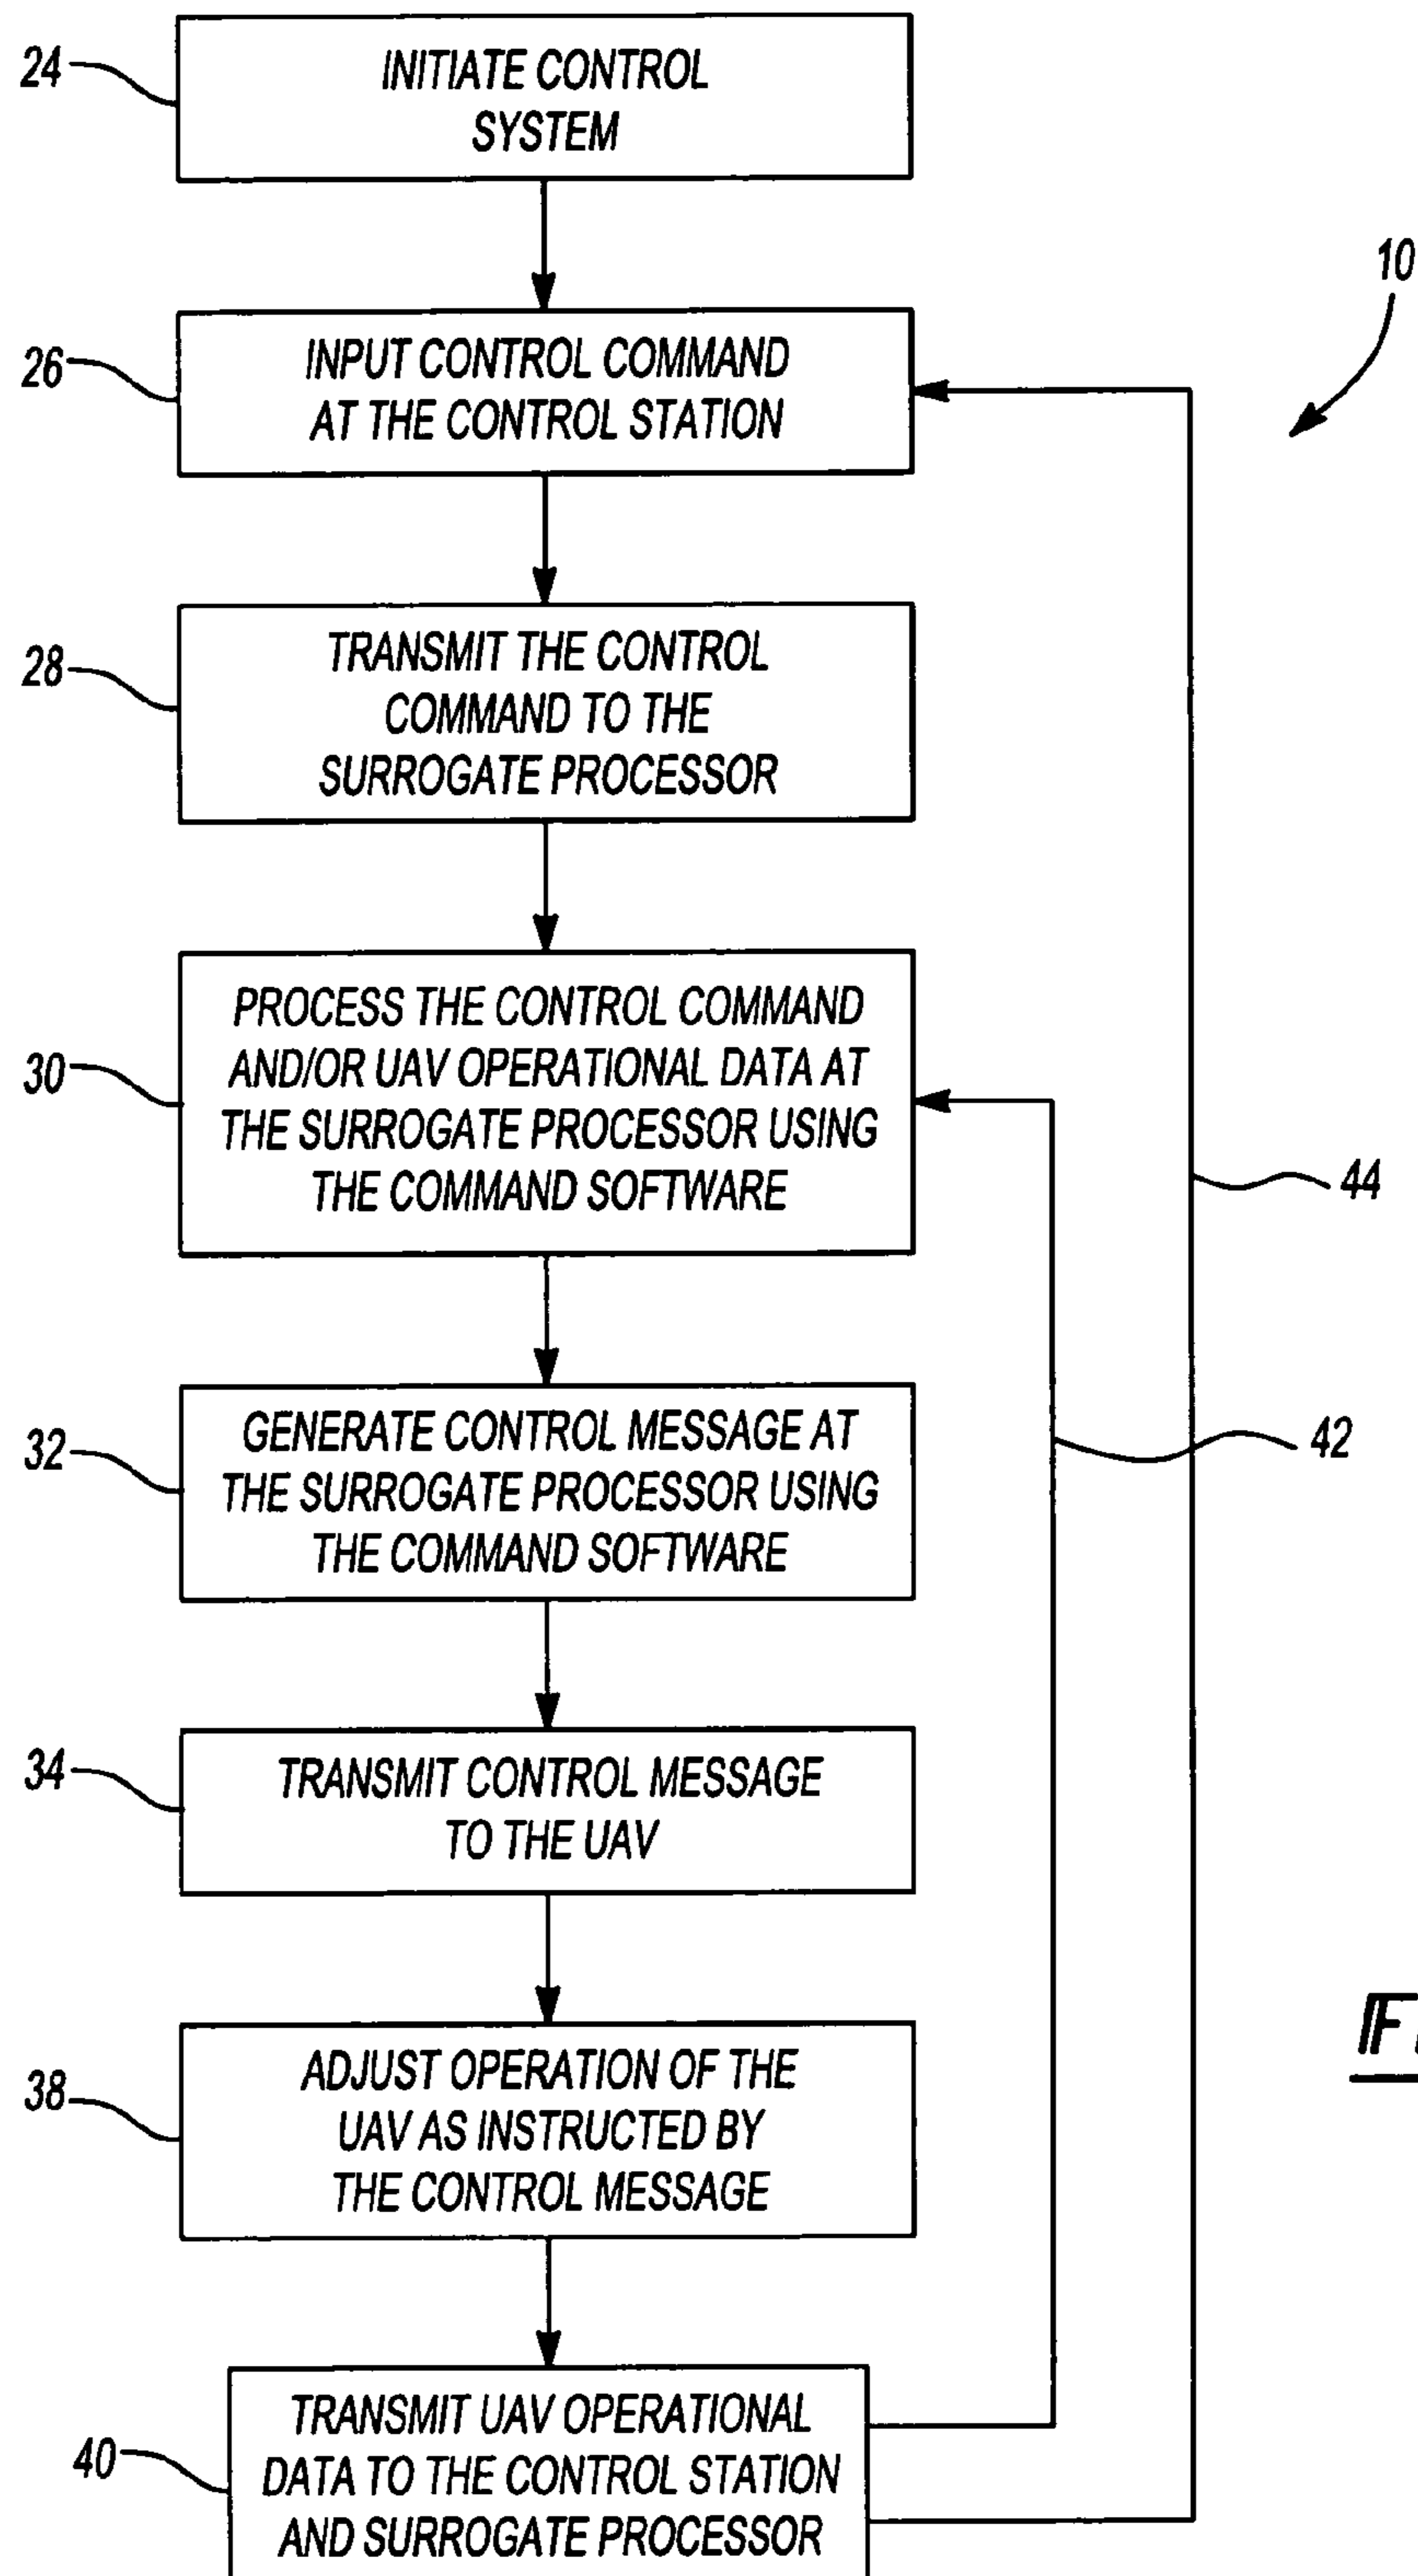 24
INITIATE CONTROL
SYSTEM
10
26
INPUT CONTROL COMMAND
AT THE CONTROL STATION
28
TRANSMIT THE CONTROL
COMMAND TO THE
SURROGATE PROCESSOR
30
PROCESS THE CONTROL COMMAND
AND/OR UAV OPERATIONAL DATA AT
THE SURROGATE PROCESSOR USING
THE COMMAND SOFTWARE
44
32
GENERATE CONTROL MESSAGE AT
THE SURROGATE PROCESSOR USING
THE COMMAND SOFTWARE
42
34
TRANSMIT CONTROL MESSAGE
TO THE UAV
38
ADJUST OPERATION OF THE
UAV AS INSTRUCTED BY
THE CONTROL MESSAGE
40
TRANSMIT UAV OPERATIONAL
DATA TO THE CONTROL STATION
AND SURROGATE PROCESSOR